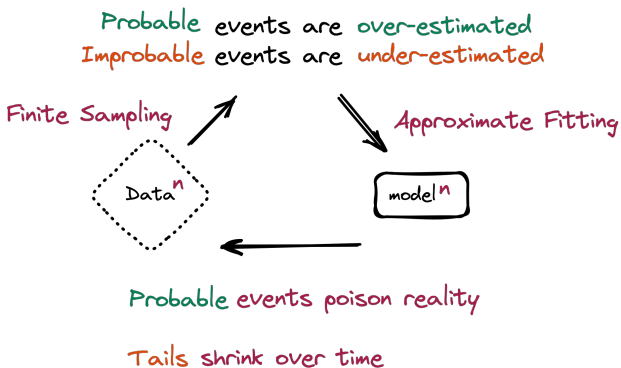 Probable events are over-estimated
Improbable events are under-estimated
Finite Sampling
Approximate Fitting
Data^n
model^n
Probable events poison reality
Tails shrink over time